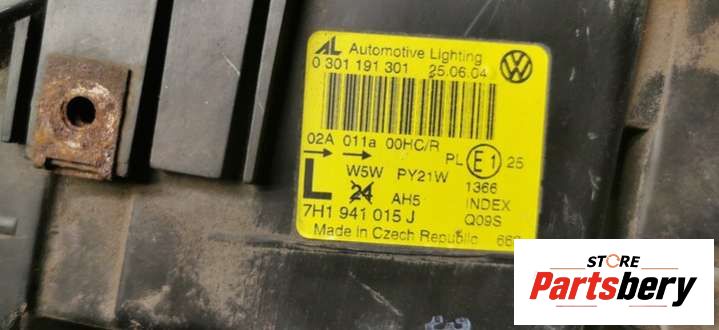 AL Automotive Lighting
0 301 191 301 25.06.04
02A 011a 00HC/R
PL E1 25
W5W PY21W 1366
L 24 AH5 INDEX
7H1 941 015 J Q09S
Made in Czech Republic
STORE
Partsbery